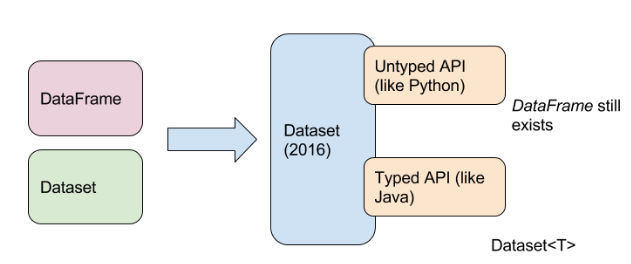 DataFrame
Dataset
Dataset
(2016)
Untyped API
(like Python)
DataFrame still
exists
Typed API (like
Java)
Dataset<T>